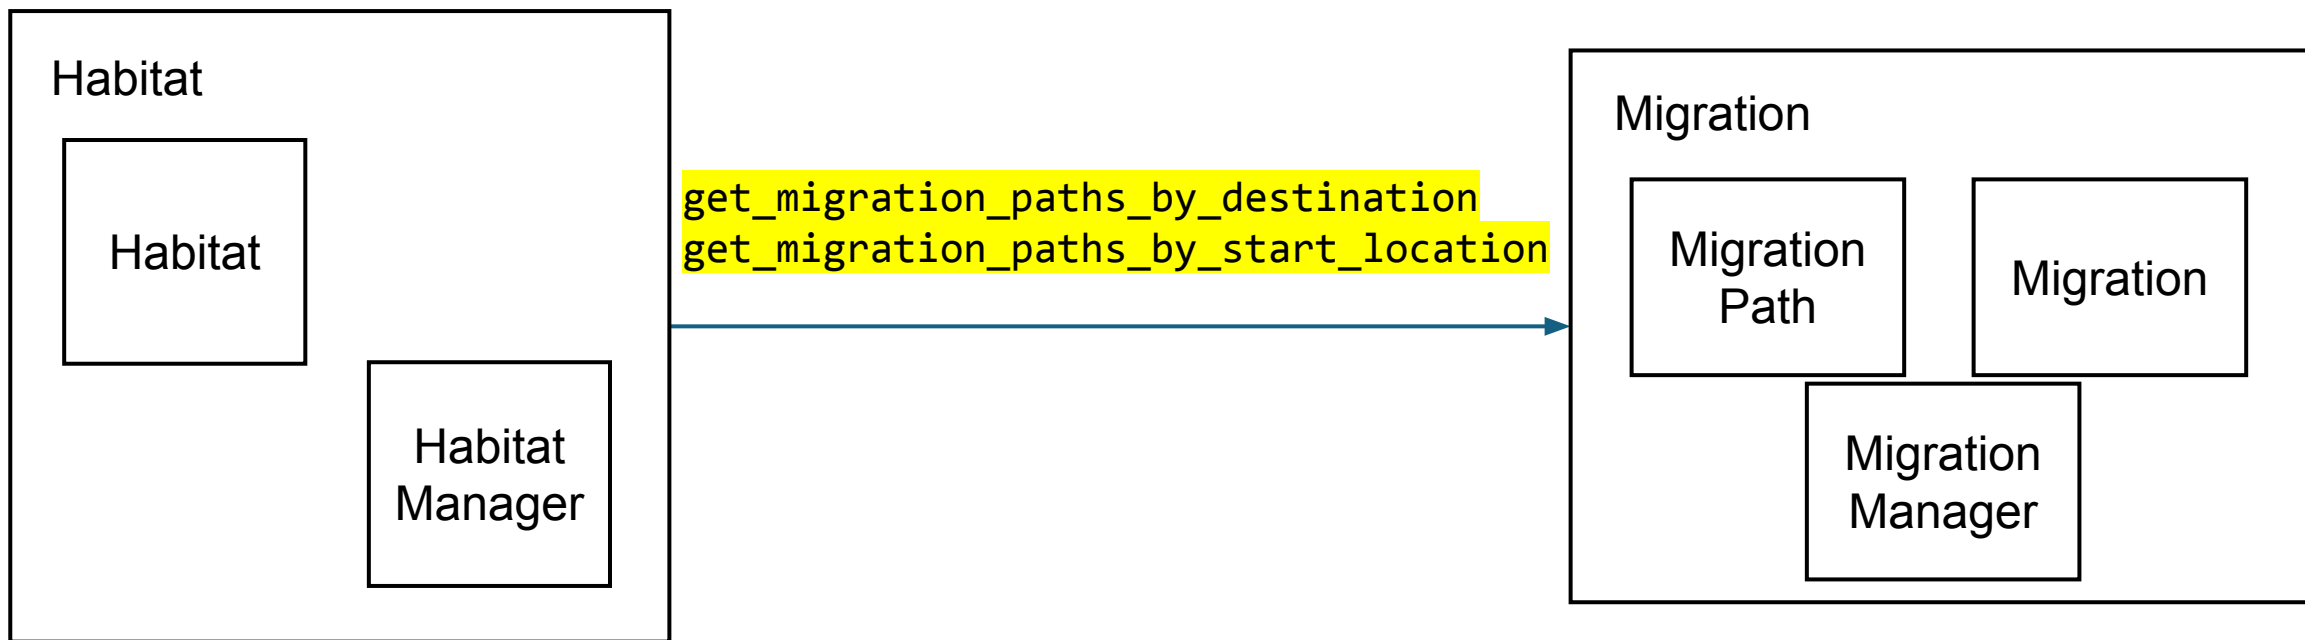 Habitat
Habitat
Habitat
Manager
get_migration_paths_by_destination
get_migration_paths_by_start_location
Migration
Migration
Path
Migration
Migration
Manager